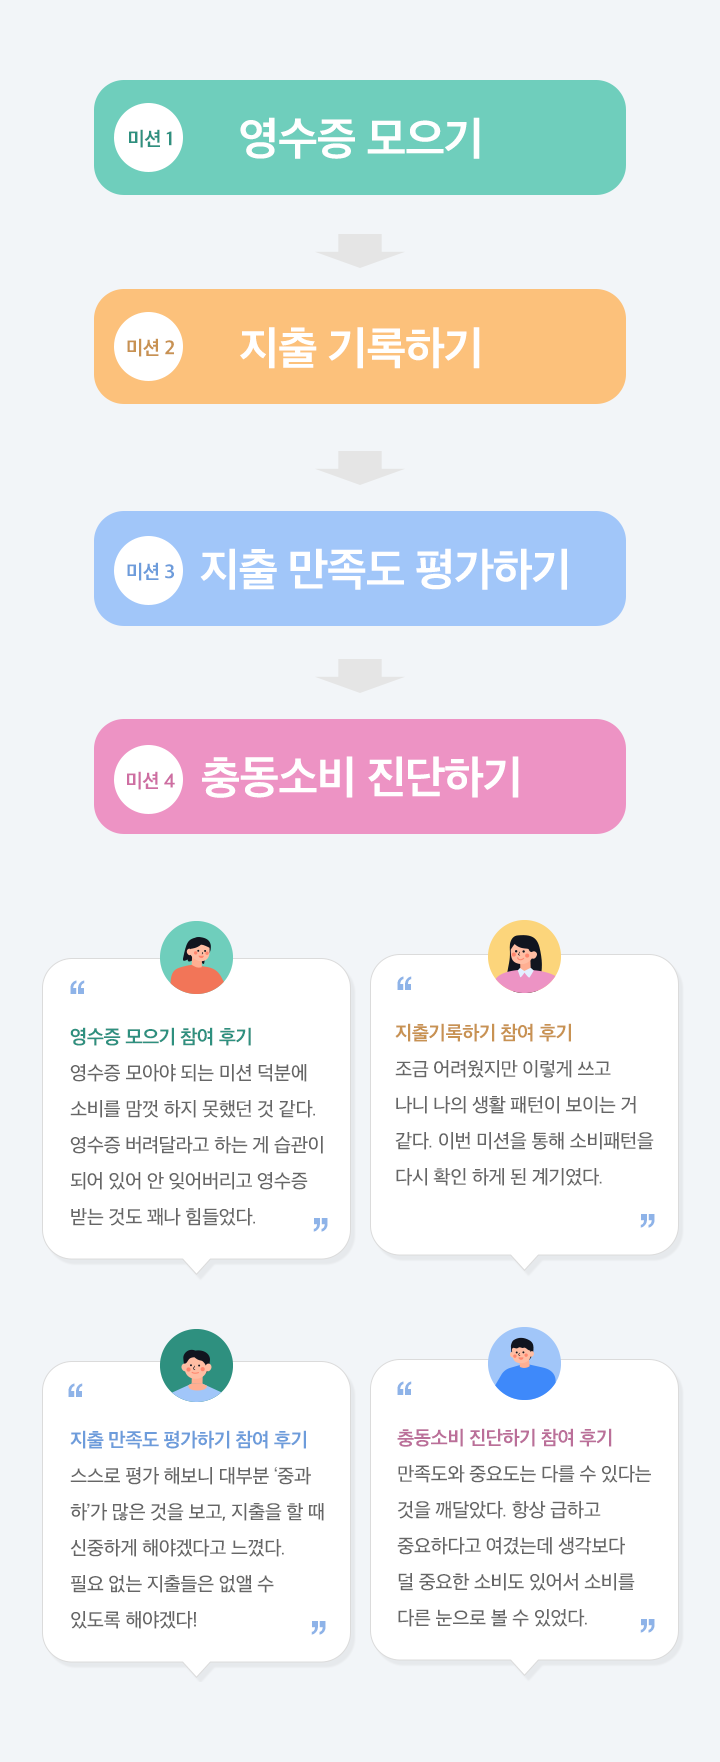 미션 1
영수증 모으기
미션 2
지출 기록하기
미션 3
지출 만족도 평가하기
미션 4
충동소비 진단하기
“
영수증 모으기 참여 후기
영수증 모아야 되는 미션 덕분에
소비를 맘껏 하지 못했던 것 같다.
영수증 버려달라고 하는 게 습관이
되어 있어 안 잊어버리고 영수증
받는 것도 꽤나 힘들었다.
”
“
지출기록하기 참여 후기
조금 어려웠지만 이렇게 쓰고
나니 나의 생활 패턴이 보이는 거
같다. 이번 미션을 통해 소비패턴을
다시 확인 하게 된 계기였다.
”
“
지출 만족도 평가하기 참여 후기
스스로 평가 해보니 대부분 ‘중과
하’가 많은 것을 보고, 지출을 할 때
신중하게 해야겠다고 느꼈다.
필요 없는 지출들은 없앨 수
있도록 해야겠다!
”
“
충동소비 진단하기 참여 후기
만족도와 중요도는 다를 수 있다는
것을 깨달았다. 항상 급하고
중요하다고 여겼는데 생각보다
덜 중요한 소비도 있어서 소비를
다른 눈으로 볼 수 있었다.
”